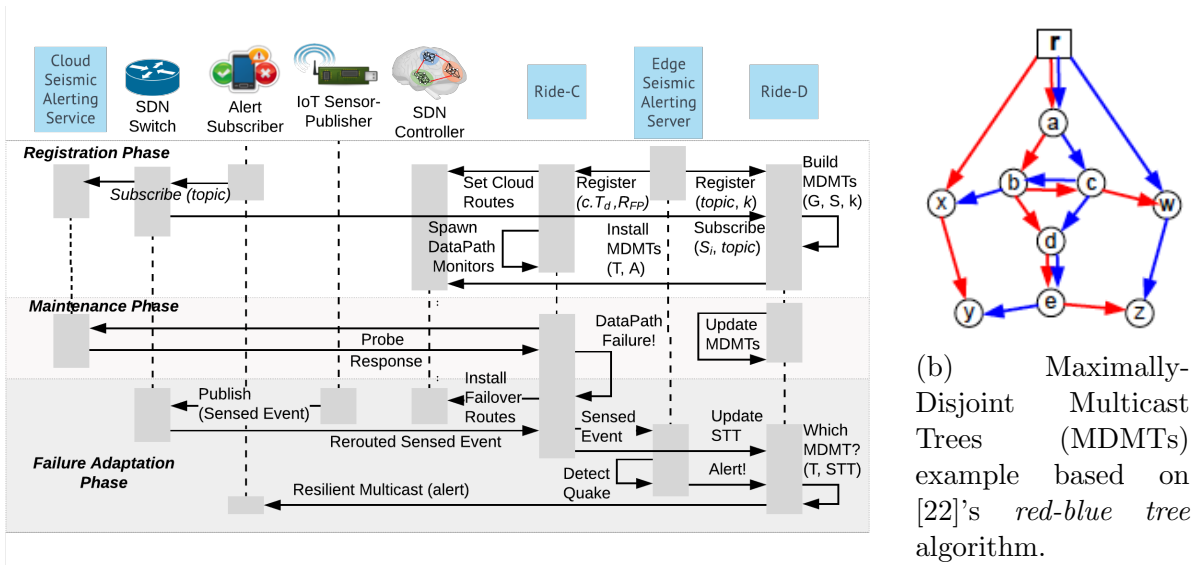 Cloud
Seismic
Alerting
Service
SDN
Switch
Alert
Subscriber
IoT Sensor-
Publisher
SDN
Controller
Ride-C
Edge
Seismic
Alerting
Server
Ride-D
Registration Phase
Subscribe (topic)
Set Cloud
Routes
Register
(c.T_d ,R_FP)
Register
(topic, k)
Build
MDMTs
(G, S, k)
Spawn
DataPath
Monitors
Install
MDMTs
(T, A)
Subscribe
(S_i, topic)
Maintenance Phase
Probe
Response
DataPath
Failure!
Update
MDMTs
Publish
(Sensed Event)
Install
Failover
Routes
Rerouted Sensed Event
Sensed
Event
Update
STT
Which
MDMT?
(T, STT)
Failure Adaptation
Phase
Detect
Quake
Alert!
Resilient Multicast (alert)
r
a
b
c
x
w
d
e
y
z
(b) Maximally-
Disjoint Multicast
Trees (MDMTs)
example based on
[22]'s red-blue tree
algorithm.